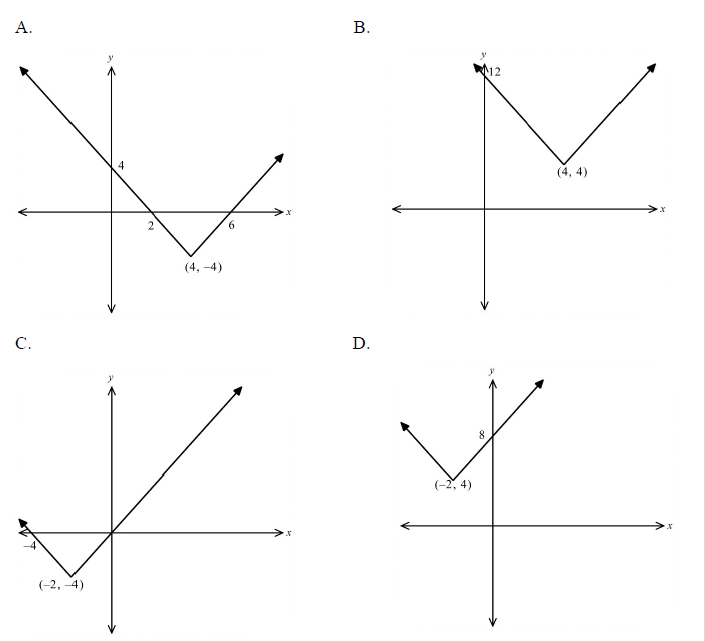 A.
B.
y
y
12
4
(4, 4)
x
x
2
6
(4, –4)
C.
D.
y
y
8
(–2, 4)
x
x
–4
(–2, –4)